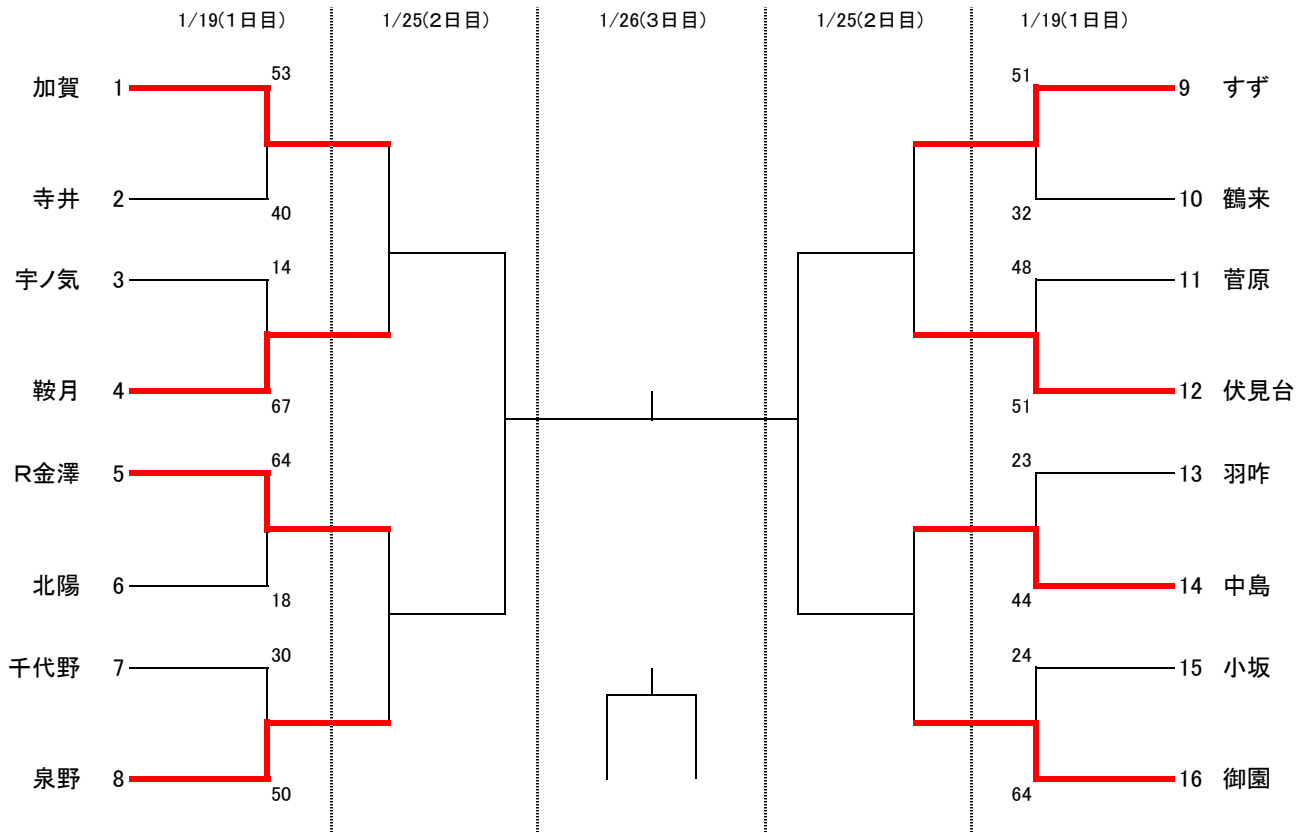 1/19(1日目) 1/25(2日目) 1/26(3日目) 1/25(2日目) 1/19(1日目)
53 51
加賀 1 9 すず
寺井 2 10 鶴来
40 32
14 48
宇ノ気 3 11 菅原
鞍月 4 12 伏見台
67 51
64 23
R金澤 5 13 羽咋
北陽 6 14 中島
18 44
30 24
千代野 7 15 小坂
泉野 8 16 御園
50 64